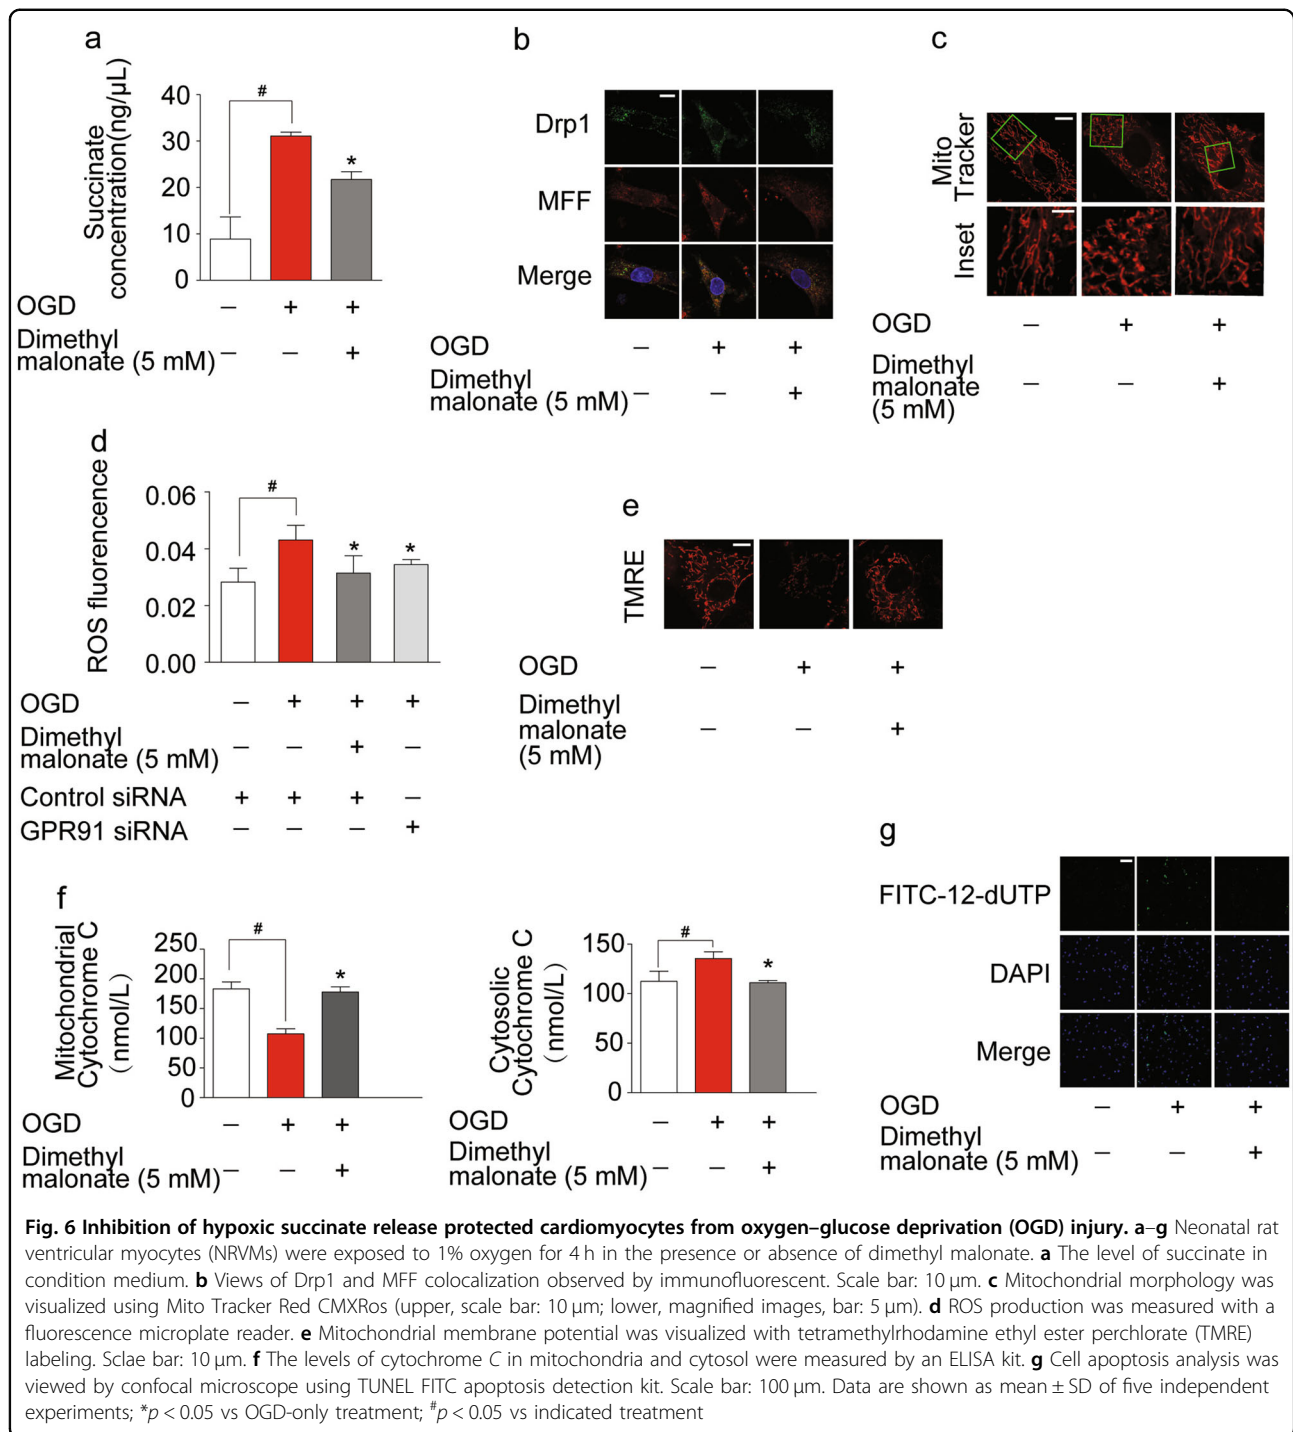 a
Succinate
concentration(ng/μL)
40
30
20
10
0
#
*
OGD − + +
Dimethyl
malonate (5 mM) − − +
b
Drp1
MFF
Merge
OGD − + +
Dimethyl
malonate (5 mM) − − +
c
Mito
Tracker
Inset
OGD − + +
Dimethyl
malonate
(5 mM) − − +
d
ROS fluorescence
0.06
0.04
0.02
0.00
#
* *
OGD − + + +
Dimethyl
malonate (5 mM) − − + −
Control siRNA + + + −
GPR91 siRNA − − − +
e
TMRE
OGD − + +
Dimethyl
malonate
(5 mM) − − +
f
Mitochondrial
Cytochrome C
(nmol/L)
250
200
150
100
50
0
#
*
OGD − + +
Dimethyl
malonate (5 mM) − − +
Cytosolic
Cytochrome C
(nmol/L)
150
100
50
0
#
*
OGD − + +
Dimethyl
malonate (5 mM) − − +
g
FITC-12-dUTP
DAPI
Merge
OGD − + +
Dimethyl
malonate (5 mM) − − +
Fig. 6 Inhibition of hypoxic succinate release protected cardiomyocytes from oxygen–glucose deprivation (OGD) injury. a–g Neonatal rat
ventricular myocytes (NRVMs) were exposed to 1% oxygen for 4 h in the presence or absence of dimethyl malonate. a The level of succinate in
condition medium. b Views of Drp1 and MFF colocalization observed by immunofluorescent. Scale bar: 10 μm. c Mitochondrial morphology was
visualized using Mito Tracker Red CMXRos (upper, scale bar: 10 μm; lower, magnified images, bar: 5 μm). d ROS production was measured with a
fluorescence microplate reader. e Mitochondrial membrane potential was visualized with tetramethylrhodamine ethyl ester perchlorate (TMRE)
labeling. Sclae bar: 10 μm. f The levels of cytochrome C in mitochondria and cytosol were measured by an ELISA kit. g Cell apoptosis analysis was
viewed by confocal microscope using TUNEL FITC apoptosis detection kit. Scale bar: 100 μm. Data are shown as mean ± SD of five independent
experiments; *p < 0.05 vs OGD-only treatment; #p < 0.05 vs indicated treatment